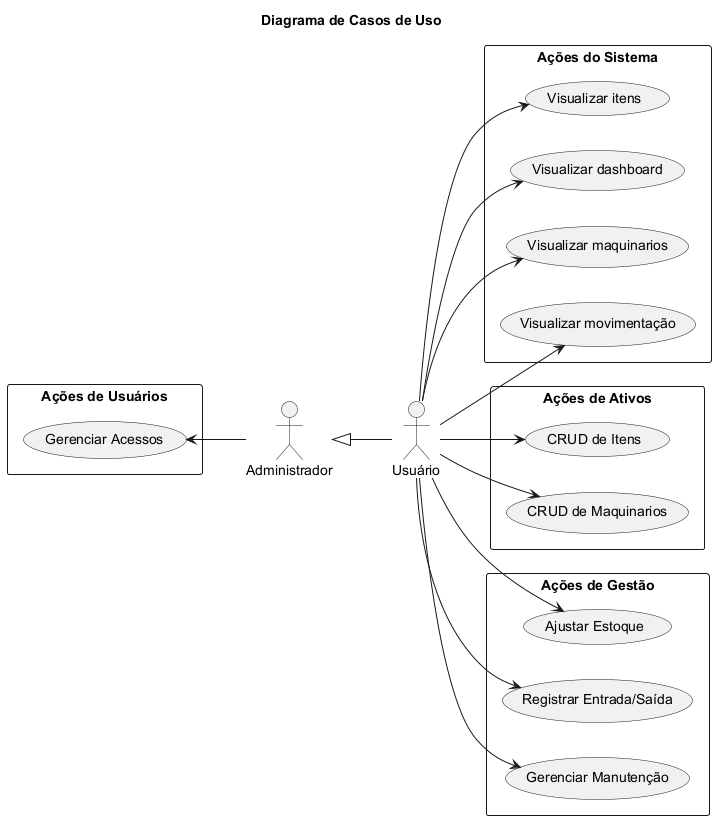 Diagrama de Casos de Uso
Ações do Sistema
Visualizar itens
Visualizar dashboard
Visualizar maquinarios
Visualizar movimentação
Ações de Usuários
Gerenciar Acessos
Administrador
Usuário
Ações de Ativos
CRUD de Itens
CRUD de Maquinarios
Ações de Gestão
Ajustar Estoque
Registrar Entrada/Saída
Gerenciar Manutenção